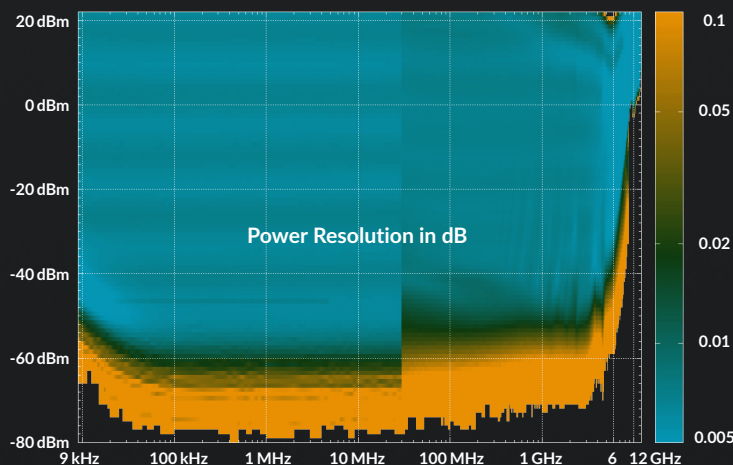 20 dBm
0 dBm
-20 dBm
-40 dBm
-60 dBm
-80 dBm
Power Resolution in dB
9 kHz 100 kHz 1 MHz 10 MHz 100 MHz 1 GHz 6 12 GHz
0.1
0.05
0.02
0.01
0.005